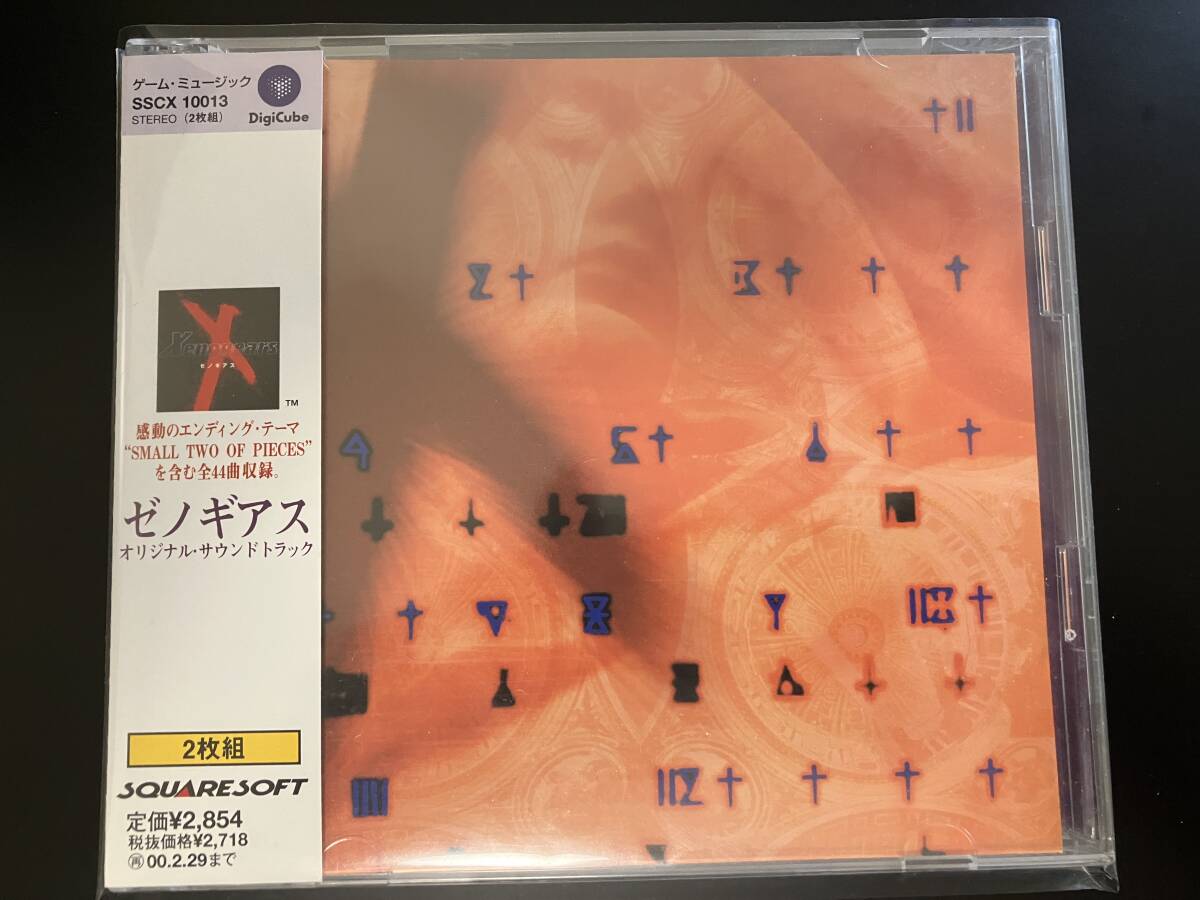 ゲーム・ミュージック
SSCX 10013
STEREO (2枚組)
DigiCube
Xenogears
ゼノギアス
TM
感動のエンディング・テーマ
“SMALL TWO OF PIECES”
を含む全44曲収録。
ゼノギアス
オリジナル・サウンドトラック
2枚組
SQUARESOFT
定価¥2,854
税抜価格¥2,718
㊢00.2.29まで